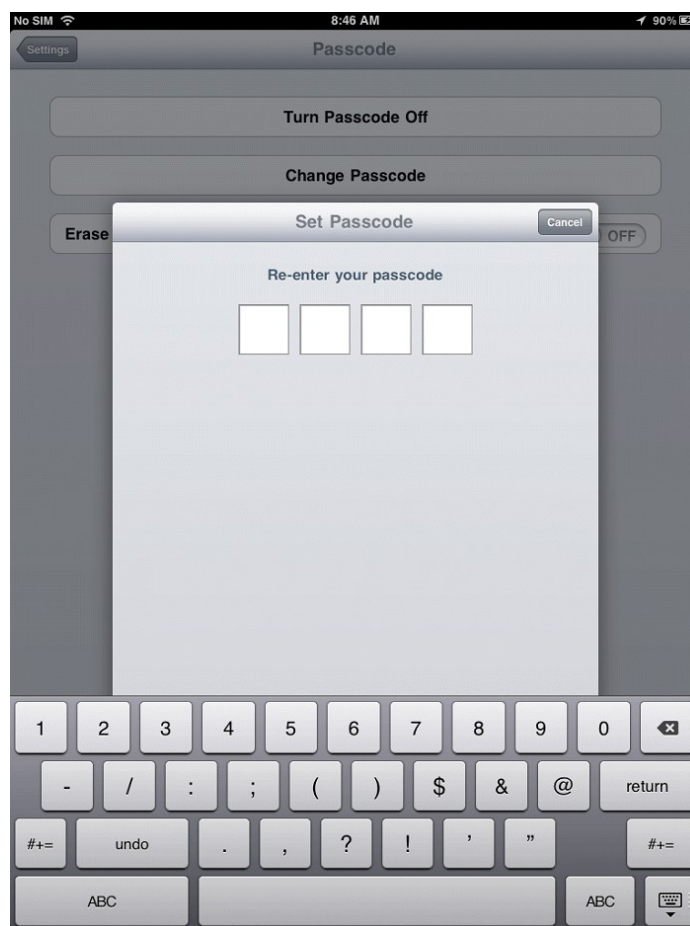 No SIM 8:46 AM 90%
Settings Passcode
Turn Passcode Off
Change Passcode
Erase OFF
Set Passcode Cancel
Re-enter your passcode
1 2 3 4 5 6 7 8 9 0
- / : ; ( ) $ & @ return
#+= undo . , ? ! ' " #+=
ABC ABC